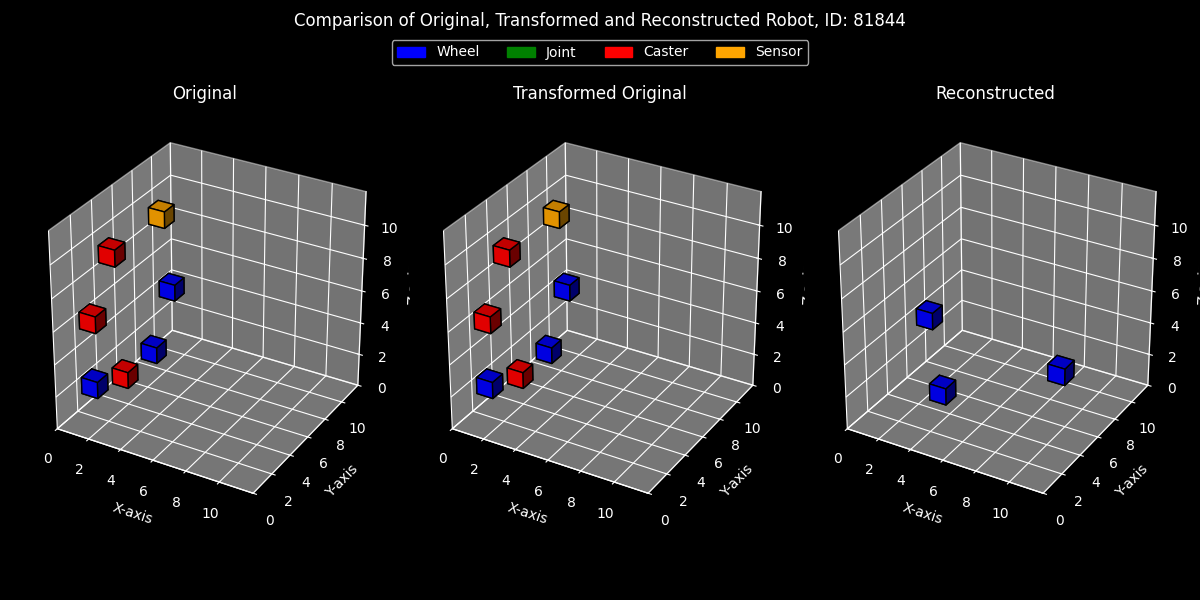 Comparison of Original, Transformed and Reconstructed Robot, ID: 81844
Wheel Joint Caster Sensor
Original Transformed Original Reconstructed
10 10 10
8 8 8
6 6 6
4 4 4
2 2 2
0 0 0
0 2 4 6 8 10 0 2 4 6 8 10 0 2 4 6 8 10
0 2 4 6 8 10 0 2 4 6 8 10 0 2 4 6 8 10
X-axis Y-axis X-axis Y-axis X-axis Y-axis